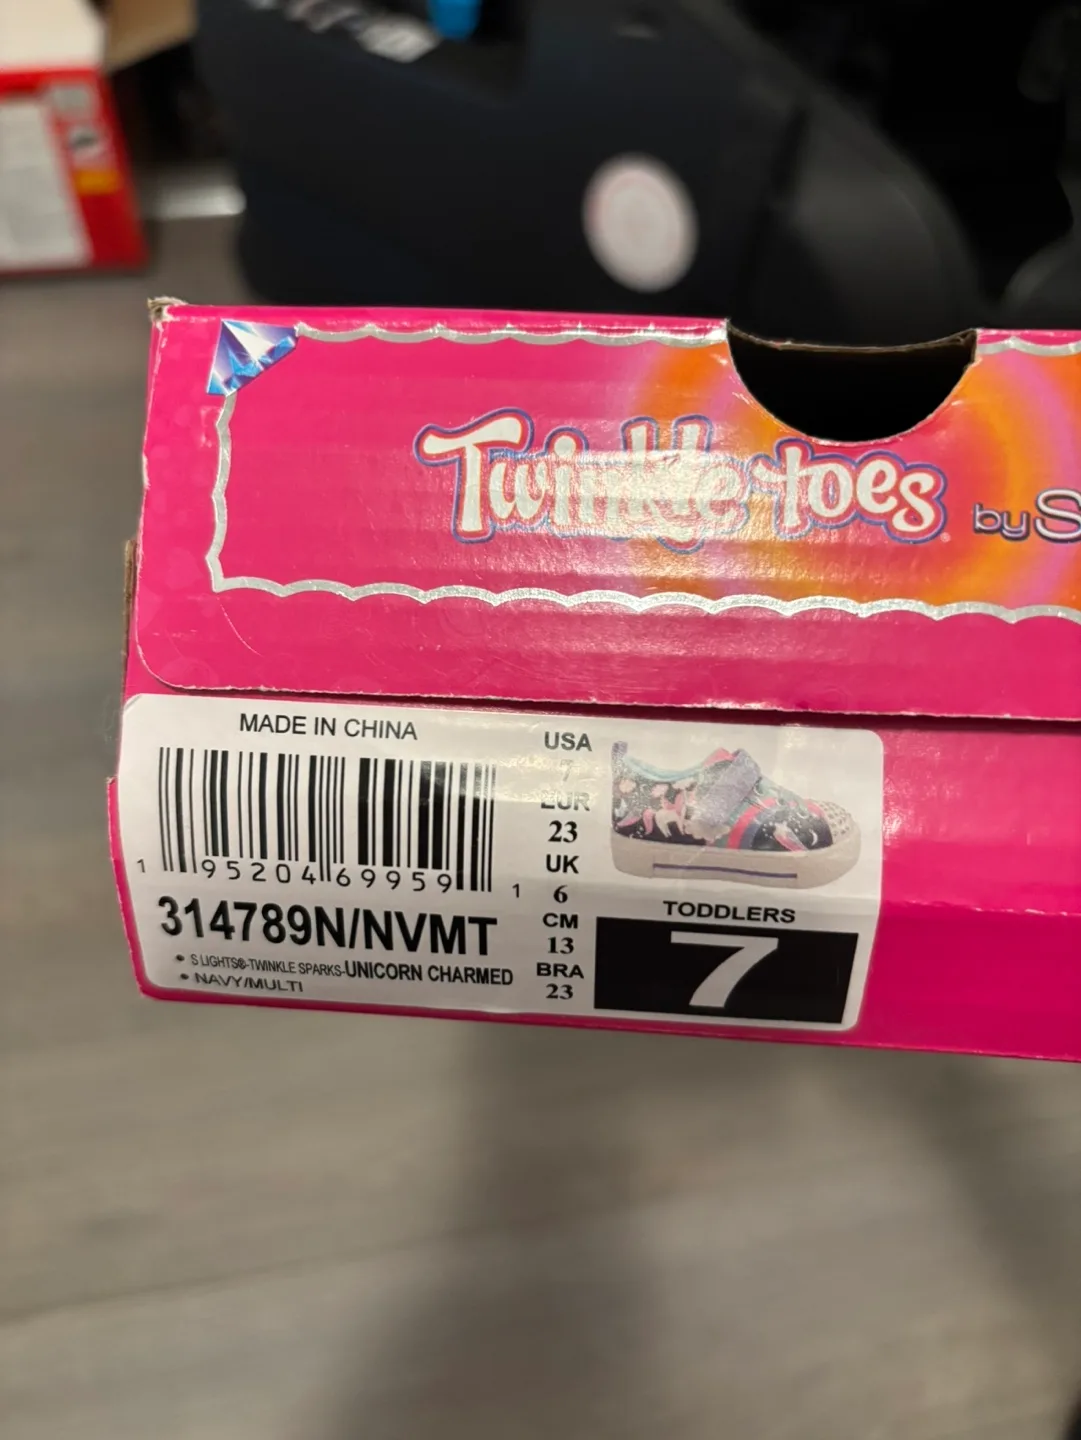 Twinkle toes
by S
MADE IN CHINA
1 95204 69959 1
314789N/NVMT
• S LIGHTS®-TWINKLE SPARKS-UNICORN CHARMED
• NAVY/MULTI
USA
7
EUR
23
UK
6
CM
13
BRA
23
TODDLERS
7